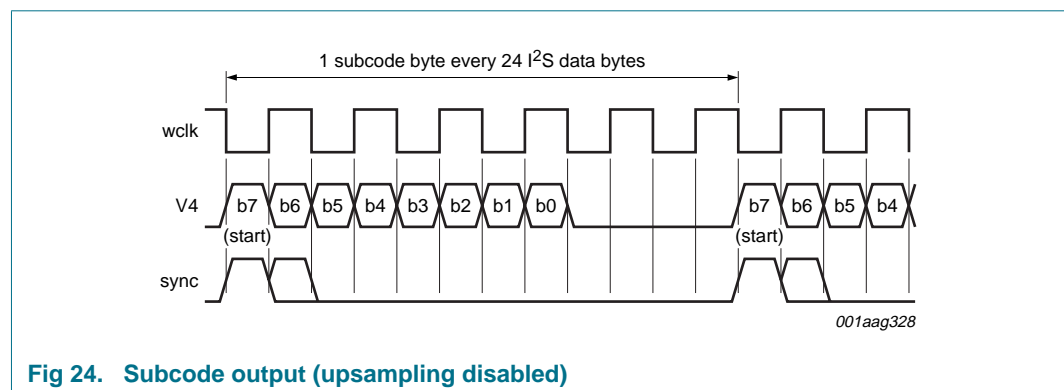 1 subcode byte every 24 I²S data bytes
wclk
V4 b7 b6 b5 b4 b3 b2 b1 b0 b7 b6 b5 b4
(start) (start)
sync
001aag328
Fig 24. Subcode output (upsampling disabled)